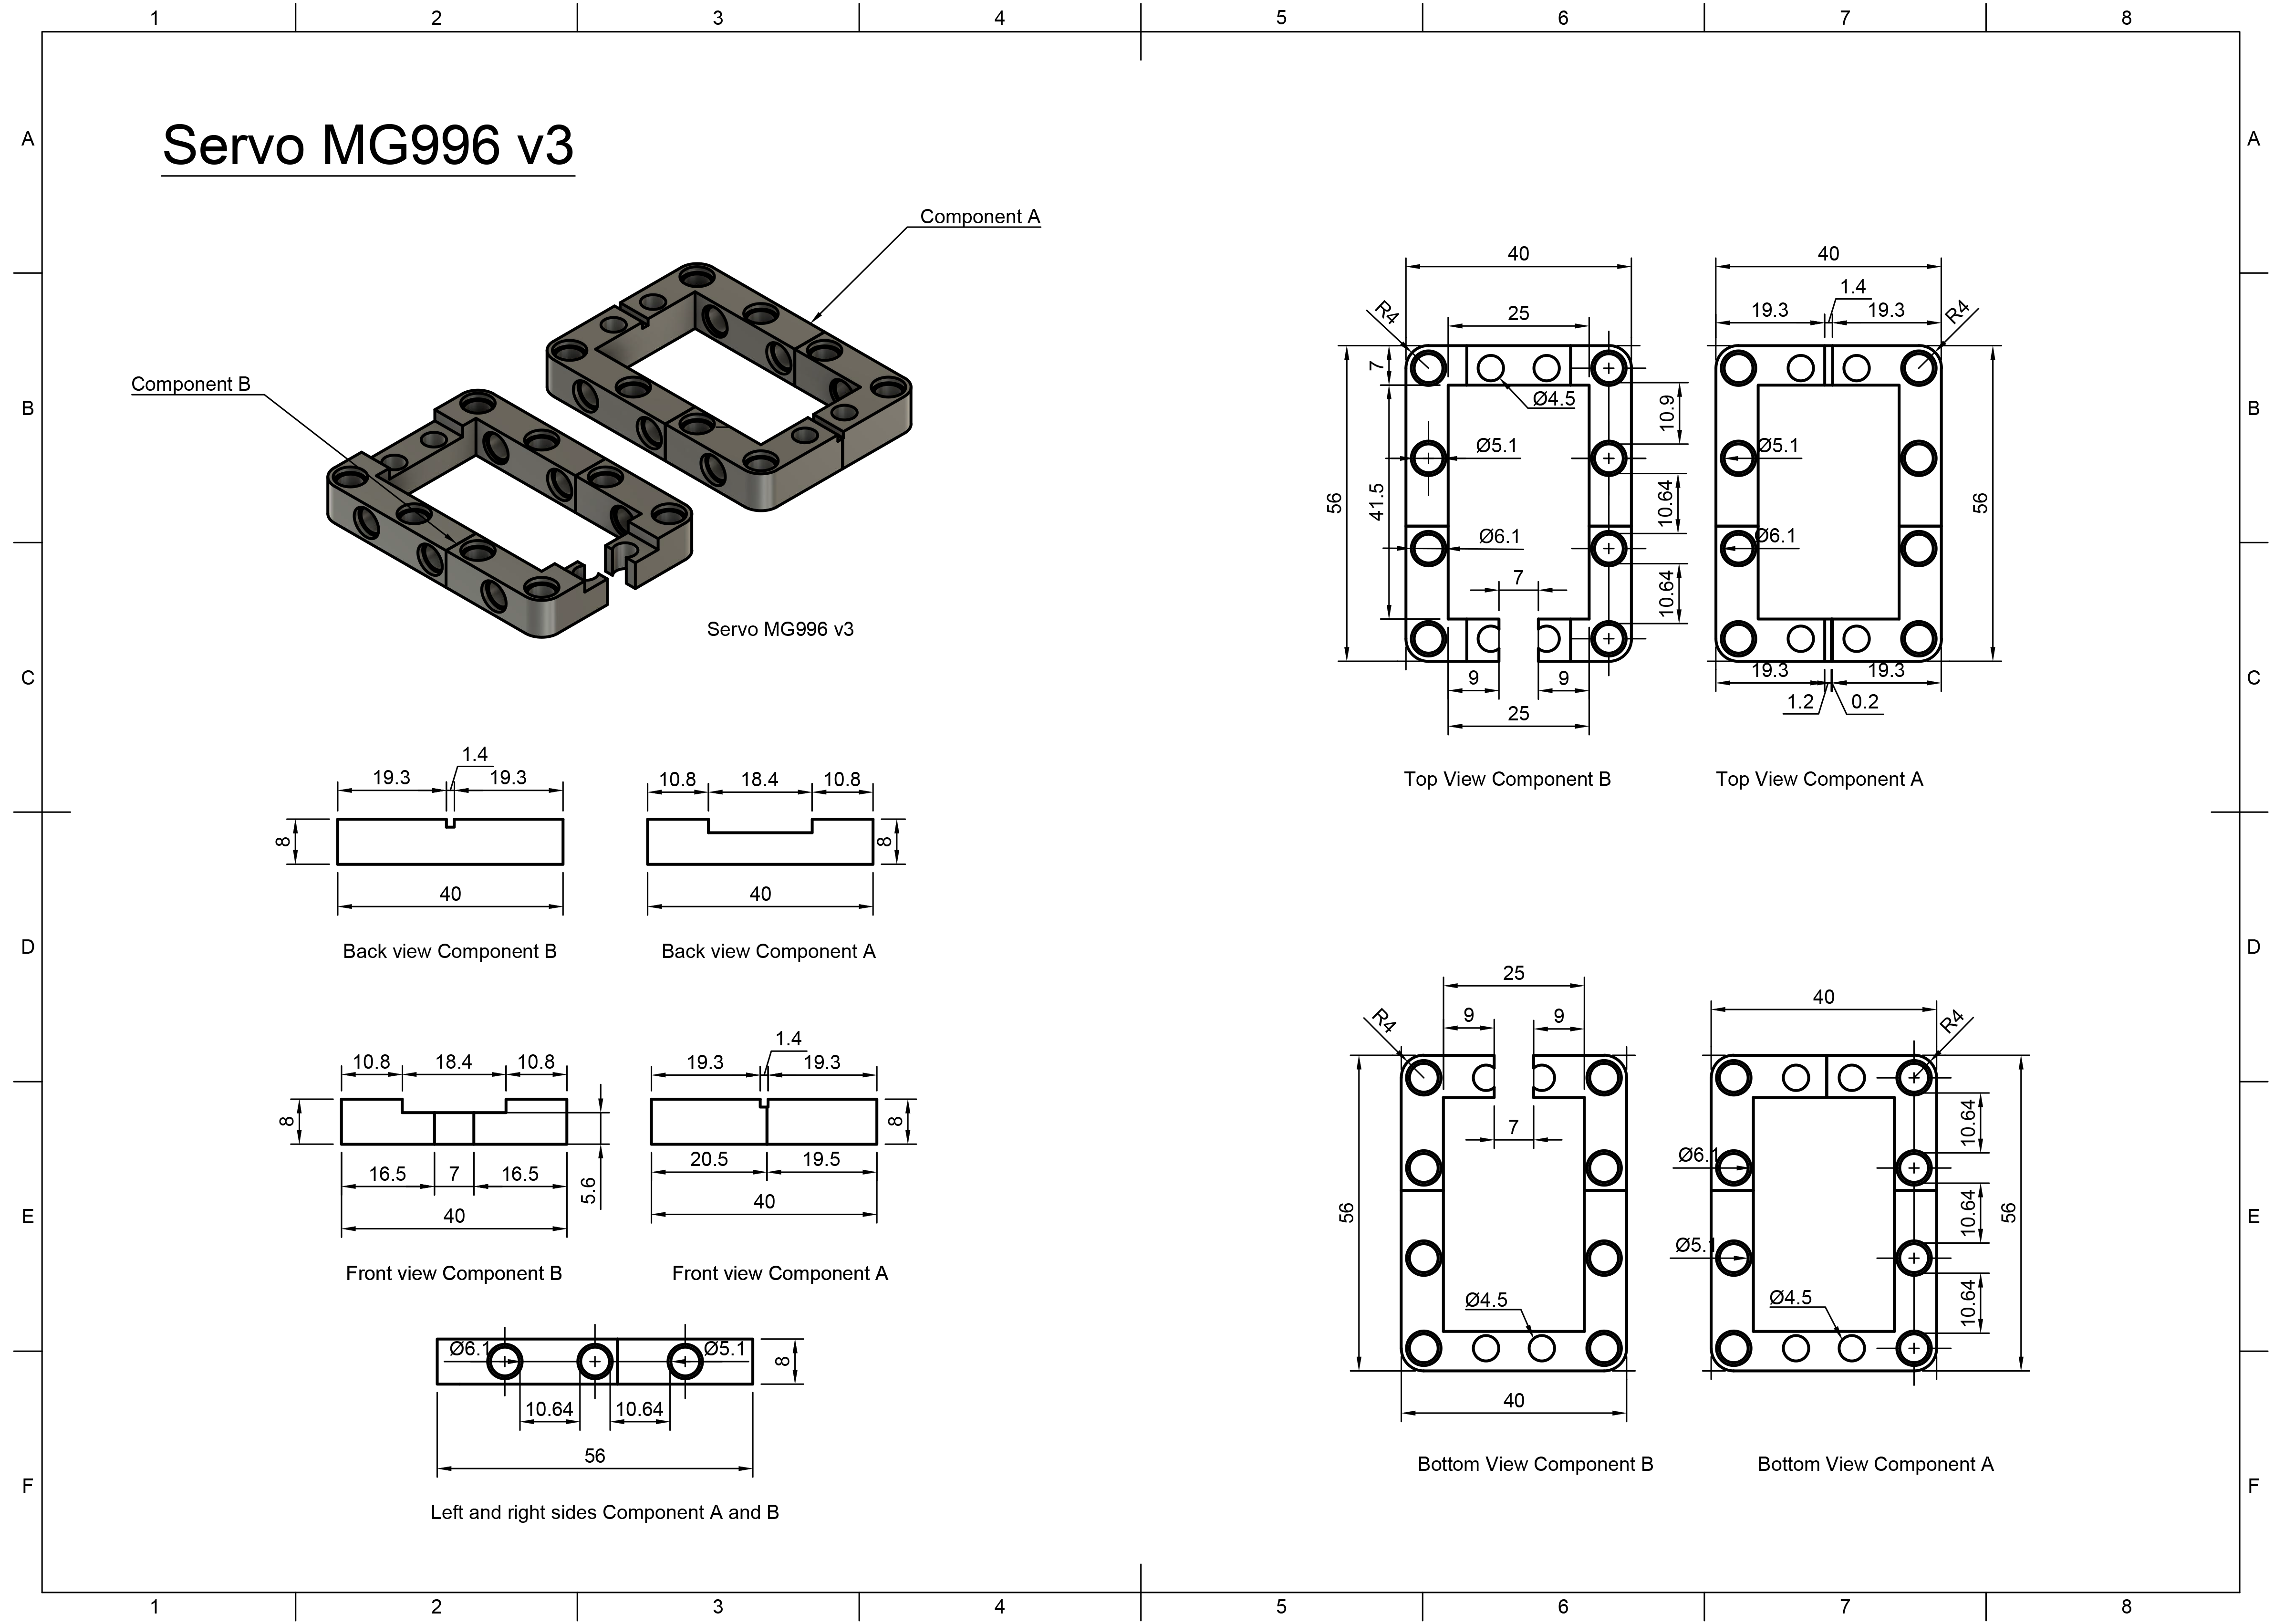 1 2 3 4 5 6 7 8
A A
B B
C C
D D
E E
F F
Servo MG996 v3
Component A
Component B
Servo MG996 v3
40
25
R4
7
Ø4.5
10.9
Ø5.1
56
41.5
10.64
Ø6.1
7
10.64
9 9
25
Top View Component B
40
1.4
19.3 19.3
R4
Ø5.1
56
Ø6.1
19.3 19.3
1.2 0.2
Top View Component A
1.4
19.3 19.3
8
40
Back view Component B
10.8 18.4 10.8
8
40
Back view Component A
10.8 18.4 10.8
8
16.5 7 16.5
5.6
40
Front view Component B
1.4
19.3 19.3
8
20.5 19.5
40
Front view Component A
Ø6.1 Ø5.1
8
10.64 10.64
56
Left and right sides Component A and B
25
R4
9 9
7
56
Ø4.5
40
Bottom View Component B
40
R4
10.64
Ø6.1
10.64
56
Ø5.1
10.64
Ø4.5
Bottom View Component A
1 2 3 4 5 6 7 8